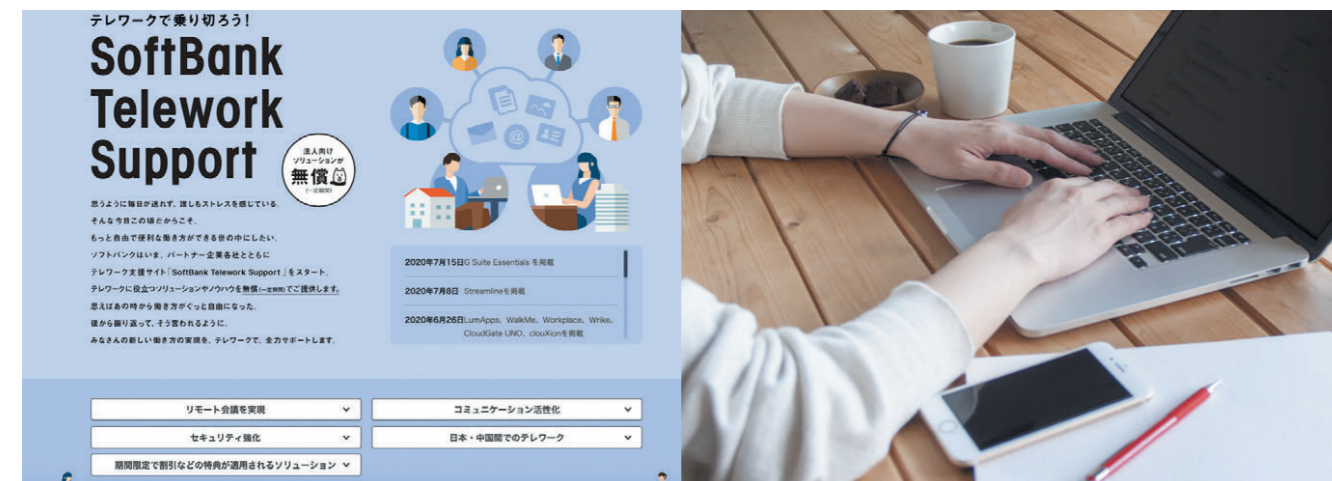 テレワークで乗り切ろう！
SoftBank
Telework
Support
法人向け
ソリューションが
無償
(一定期間)
思うように毎日が送れず、誰しもストレスを感じている。
そんな今日この頃だからこそ、
もっと自由で便利な働き方ができる世の中にしたい。
ソフトバンクはいま、パートナー企業各社とともに
テレワーク支援サイト「SoftBank Telework Support 」をスタート。
テレワークに役立つソリューションやノウハウを無償(一定期間)でご提供します。
思えばあの時から働き方がぐっと自由になった。
後から振り返って、そう言われるように。
みなさんの新しい働き方の実現を、テレワークで、全力サポートします。
2020年7月15日G Suite Essentials を掲載
2020年7月8日 Streamlineを掲載
2020年6月26日LumApps、WalkMe、Workplace、Wrike、
CloudGate UNO、clouXionを掲載
リモート会議を実現
コミュニケーション活性化
セキュリティ強化
日本・中国間でのテレワーク
期間限定で割引などの特典が適用されるソリューション